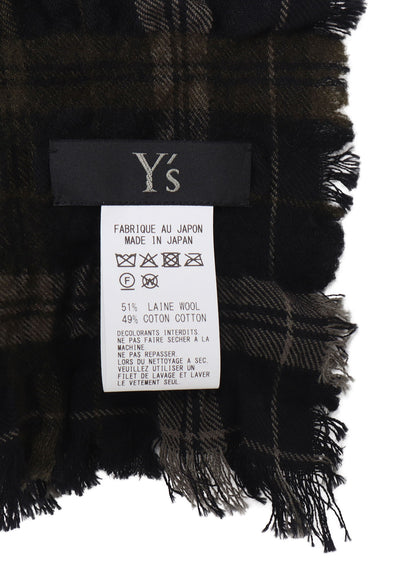 Y's
FABRIQUE AU JAPON
MADE IN JAPAN
F W
51% LAINE WOOL
49% COTON COTTON
DECOLORANTS INTERDITS.
NE PAS FAIRE SECHER À LA
MACHINE
NE PAS REPASSER.
LORS DU NETTOYAGE A SEC.
VEUILLEZ UTILISER UN
FILET DE LAVAGE ET LAVER
LE VETEMENT SEUL.